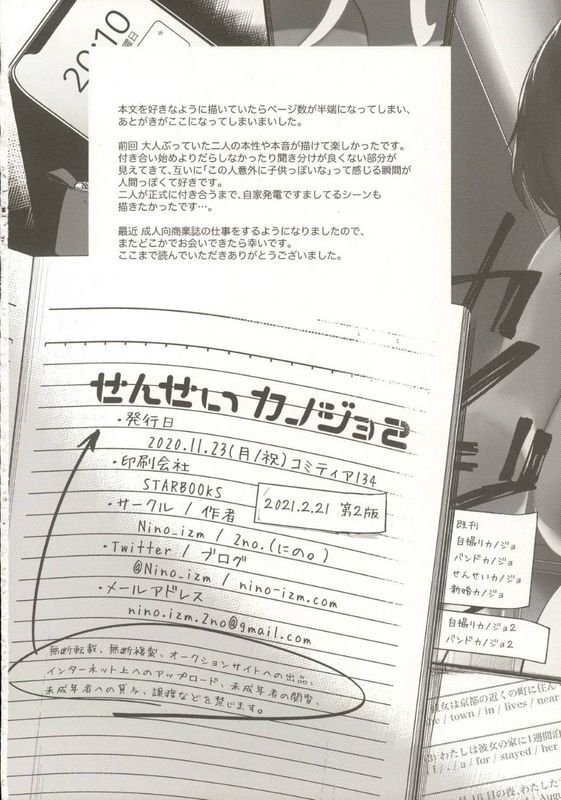 20:10
曜日
本文を好きなように描いていたらページ数が半端になってしまい、
あとがきがここになってしまいまいました。
前回 大人ぶっていた二人の本性や本音が描けて楽しかったです。
付き合い始めよりだらしなかったり聞き分けが良くない部分が
見えてきて、互いに「この人意外に子供っぽいな」って感じる瞬間が
人間っぽくて好きです。
二人が正式に付き合うまで、自家発電ですましてるシーンも
描きたかったです…。
最近 成人向商業誌の仕事をするようになりましたので、
またどこかでお会いできたら幸いです。
ここまで読んでいただきありがとうございました。
せんせいカノジョ2
・発行日
2020.11.23(月/祝)コミティア134
・印刷会社
STARBOOKS
2021.2.21 第2版
・サークル / 作者
Nino_izm / 2no.(にの。)
・Twitter / ブログ
@Nino_izm / nino-izm.com
・メールアドレス
nino.izm.2no@gmail.com
無断転載、無断複製、オークションサイトへの出品、
インターネット上へのアップロード、未成年者の閲覧、
未成年者への貸与、譲渡などを禁じます。
既刊
自撮りカノジョ
バンドカノジョ
せんせいカノジョ
新婚カノジョ
自撮りカノジョ2
バンドカノジョ2
彼女は京都の近くの町に住ん
/ town / in / lives / near
わたしは彼女の家に1週間泊
/ a / for / stayed / her